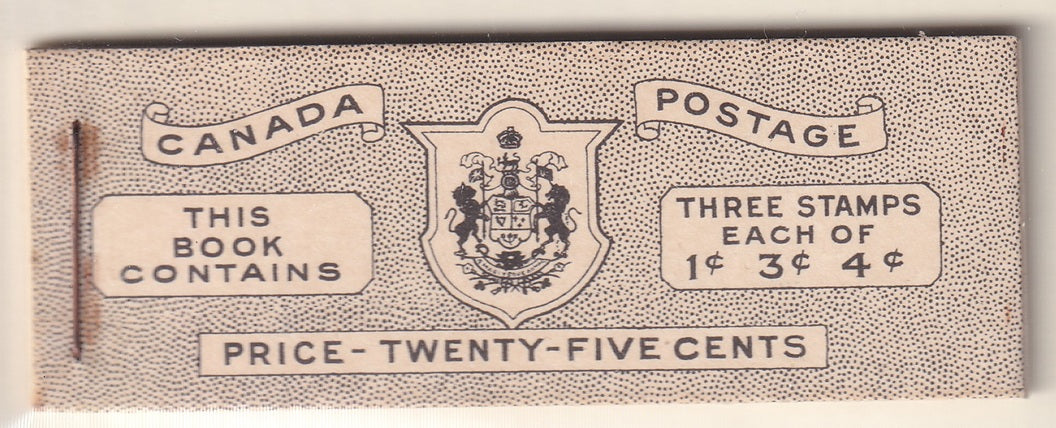 CANADA
POSTAGE
THIS
BOOK
CONTAINS
THREE STAMPS
EACH OF
1¢ 3¢ 4¢
PRICE - TWENTY-FIVE CENTS